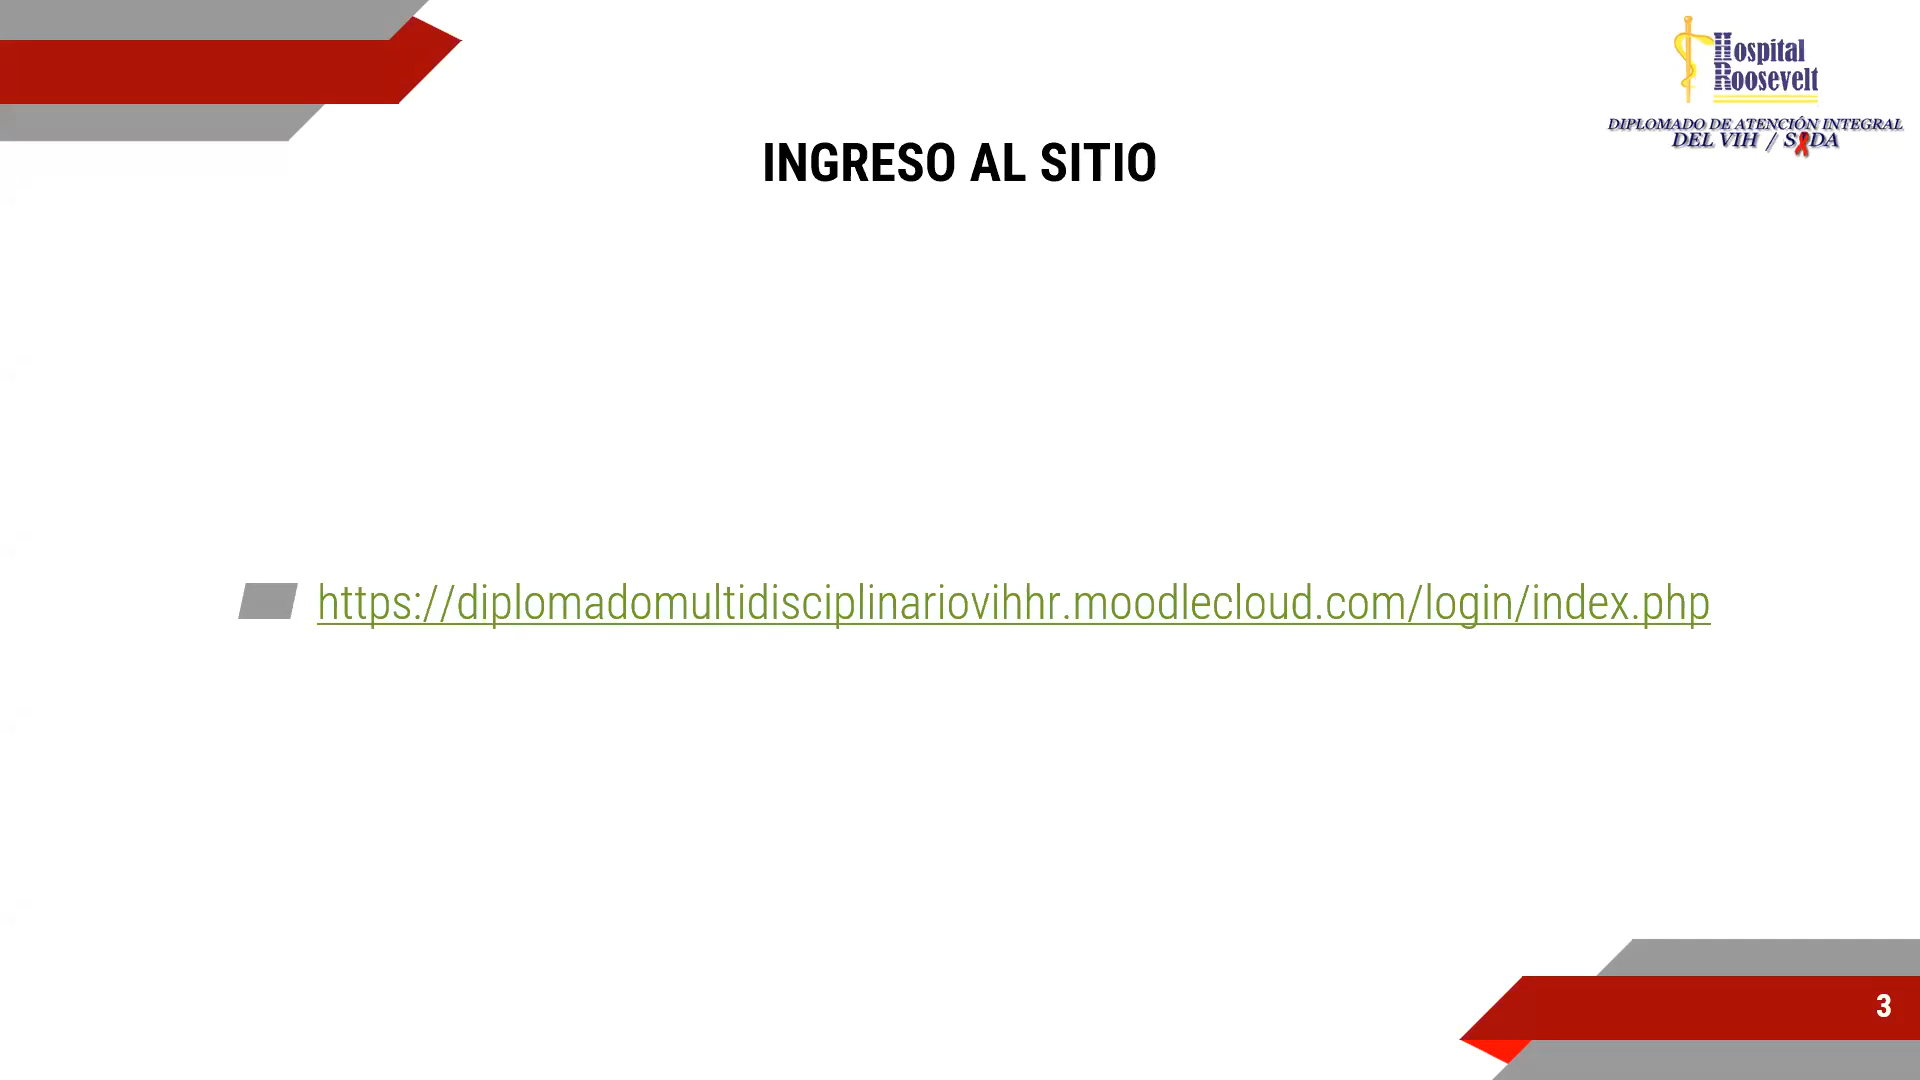 Hospital
Roosevelt
DIPLOMADO DE ATENCIÓN INTEGRAL
DEL VIH / SIDA
INGRESO AL SITIO
https://diplomadomultidisciplinariovihhr.moodlecloud.com/login/index.php
3